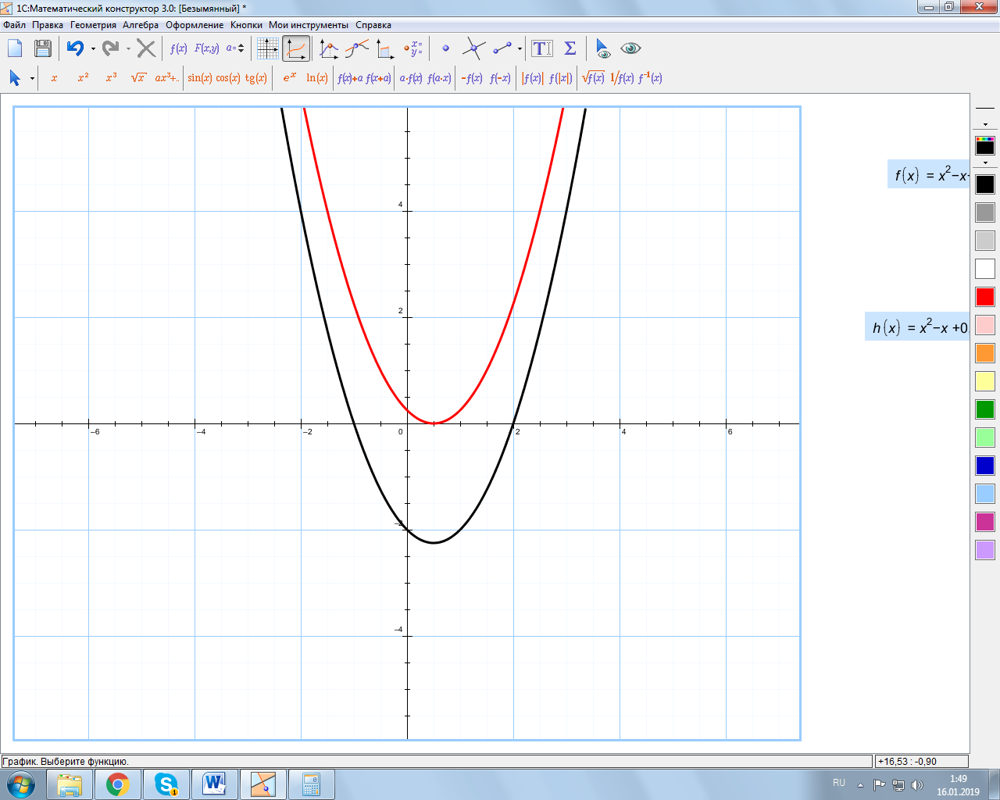 1С:Математический конструктор 3.0: [Безымянный] *
Файл Правка Геометрия Алгебра Оформление Кнопки Мои инструменты Справка
f(x) F(x,y) a= x= y= T Σ
x x² x³ √x ax³+.. sin(x) cos(x) tg(x) eˣ ln(x) f(x)+a f(x+a) a·f(x) f(a·x) -f(x) f(-x) |f(x)| f(|x|) √f(x) 1/f(x) f⁻¹(x)
f(x) = x²−x
h(x) = x²−x +0
4
2
−6 −4 −2 0 2 4 6
−2
−4
График. Выберите функцию.
+16,53 : -0,90
RU
1:49
16.01.2019